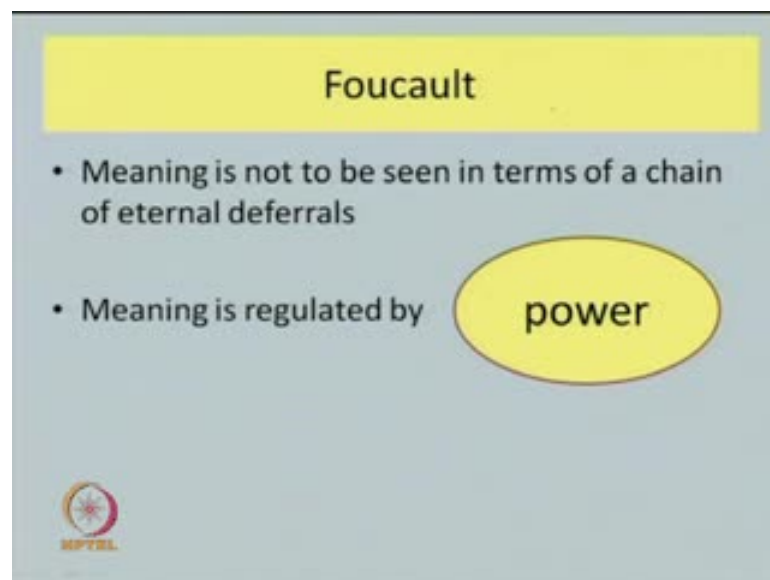 Foucault
• Meaning is not to be seen in terms of a chain
of eternal deferrals
• Meaning is regulated by power
NPTEL